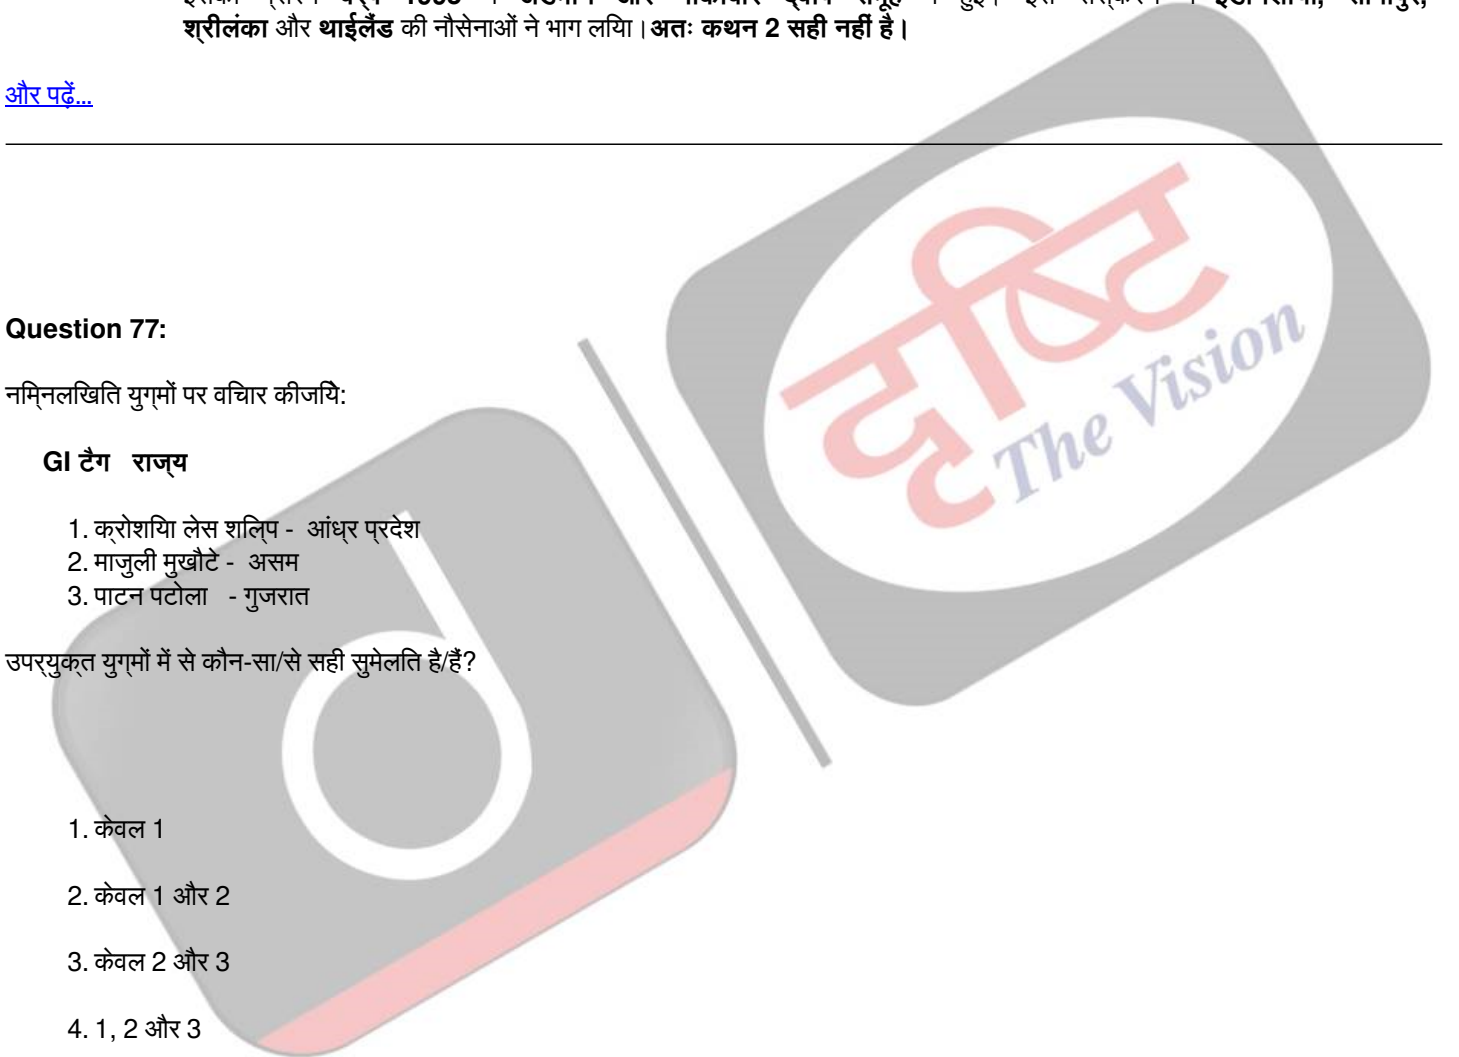 श्रीलंका और थाईलैंड की नौसेनाओं ने भाग लिया। अतः कथन 2 सही नहीं है।
और पढ़ें...
दृष्टि
The Vision
Question 77:
निम्नलिखित युग्मों पर विचार कीजिये:
GI टैग राज्य
1. क्रोशिया लेस शिल्प - आंध्र प्रदेश
2. माजुली मुखौटे - असम
3. पाटन पटोला - गुजरात
उपर्युक्त युग्मों में से कौन-सा/से सही सुमेलित है/हैं?
1. केवल 1
2. केवल 1 और 2
3. केवल 2 और 3
4. 1, 2 और 3